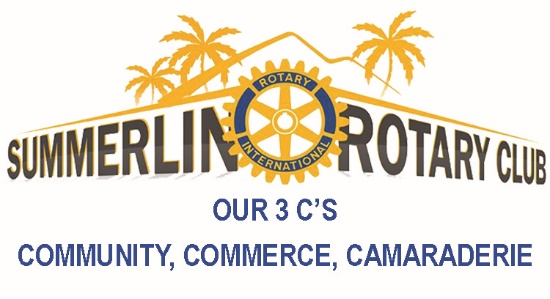 ROTARY
INTERNATIONAL
SUMMERLIN ROTARY CLUB
OUR 3 C'S
COMMUNITY, COMMERCE, CAMARADERIE